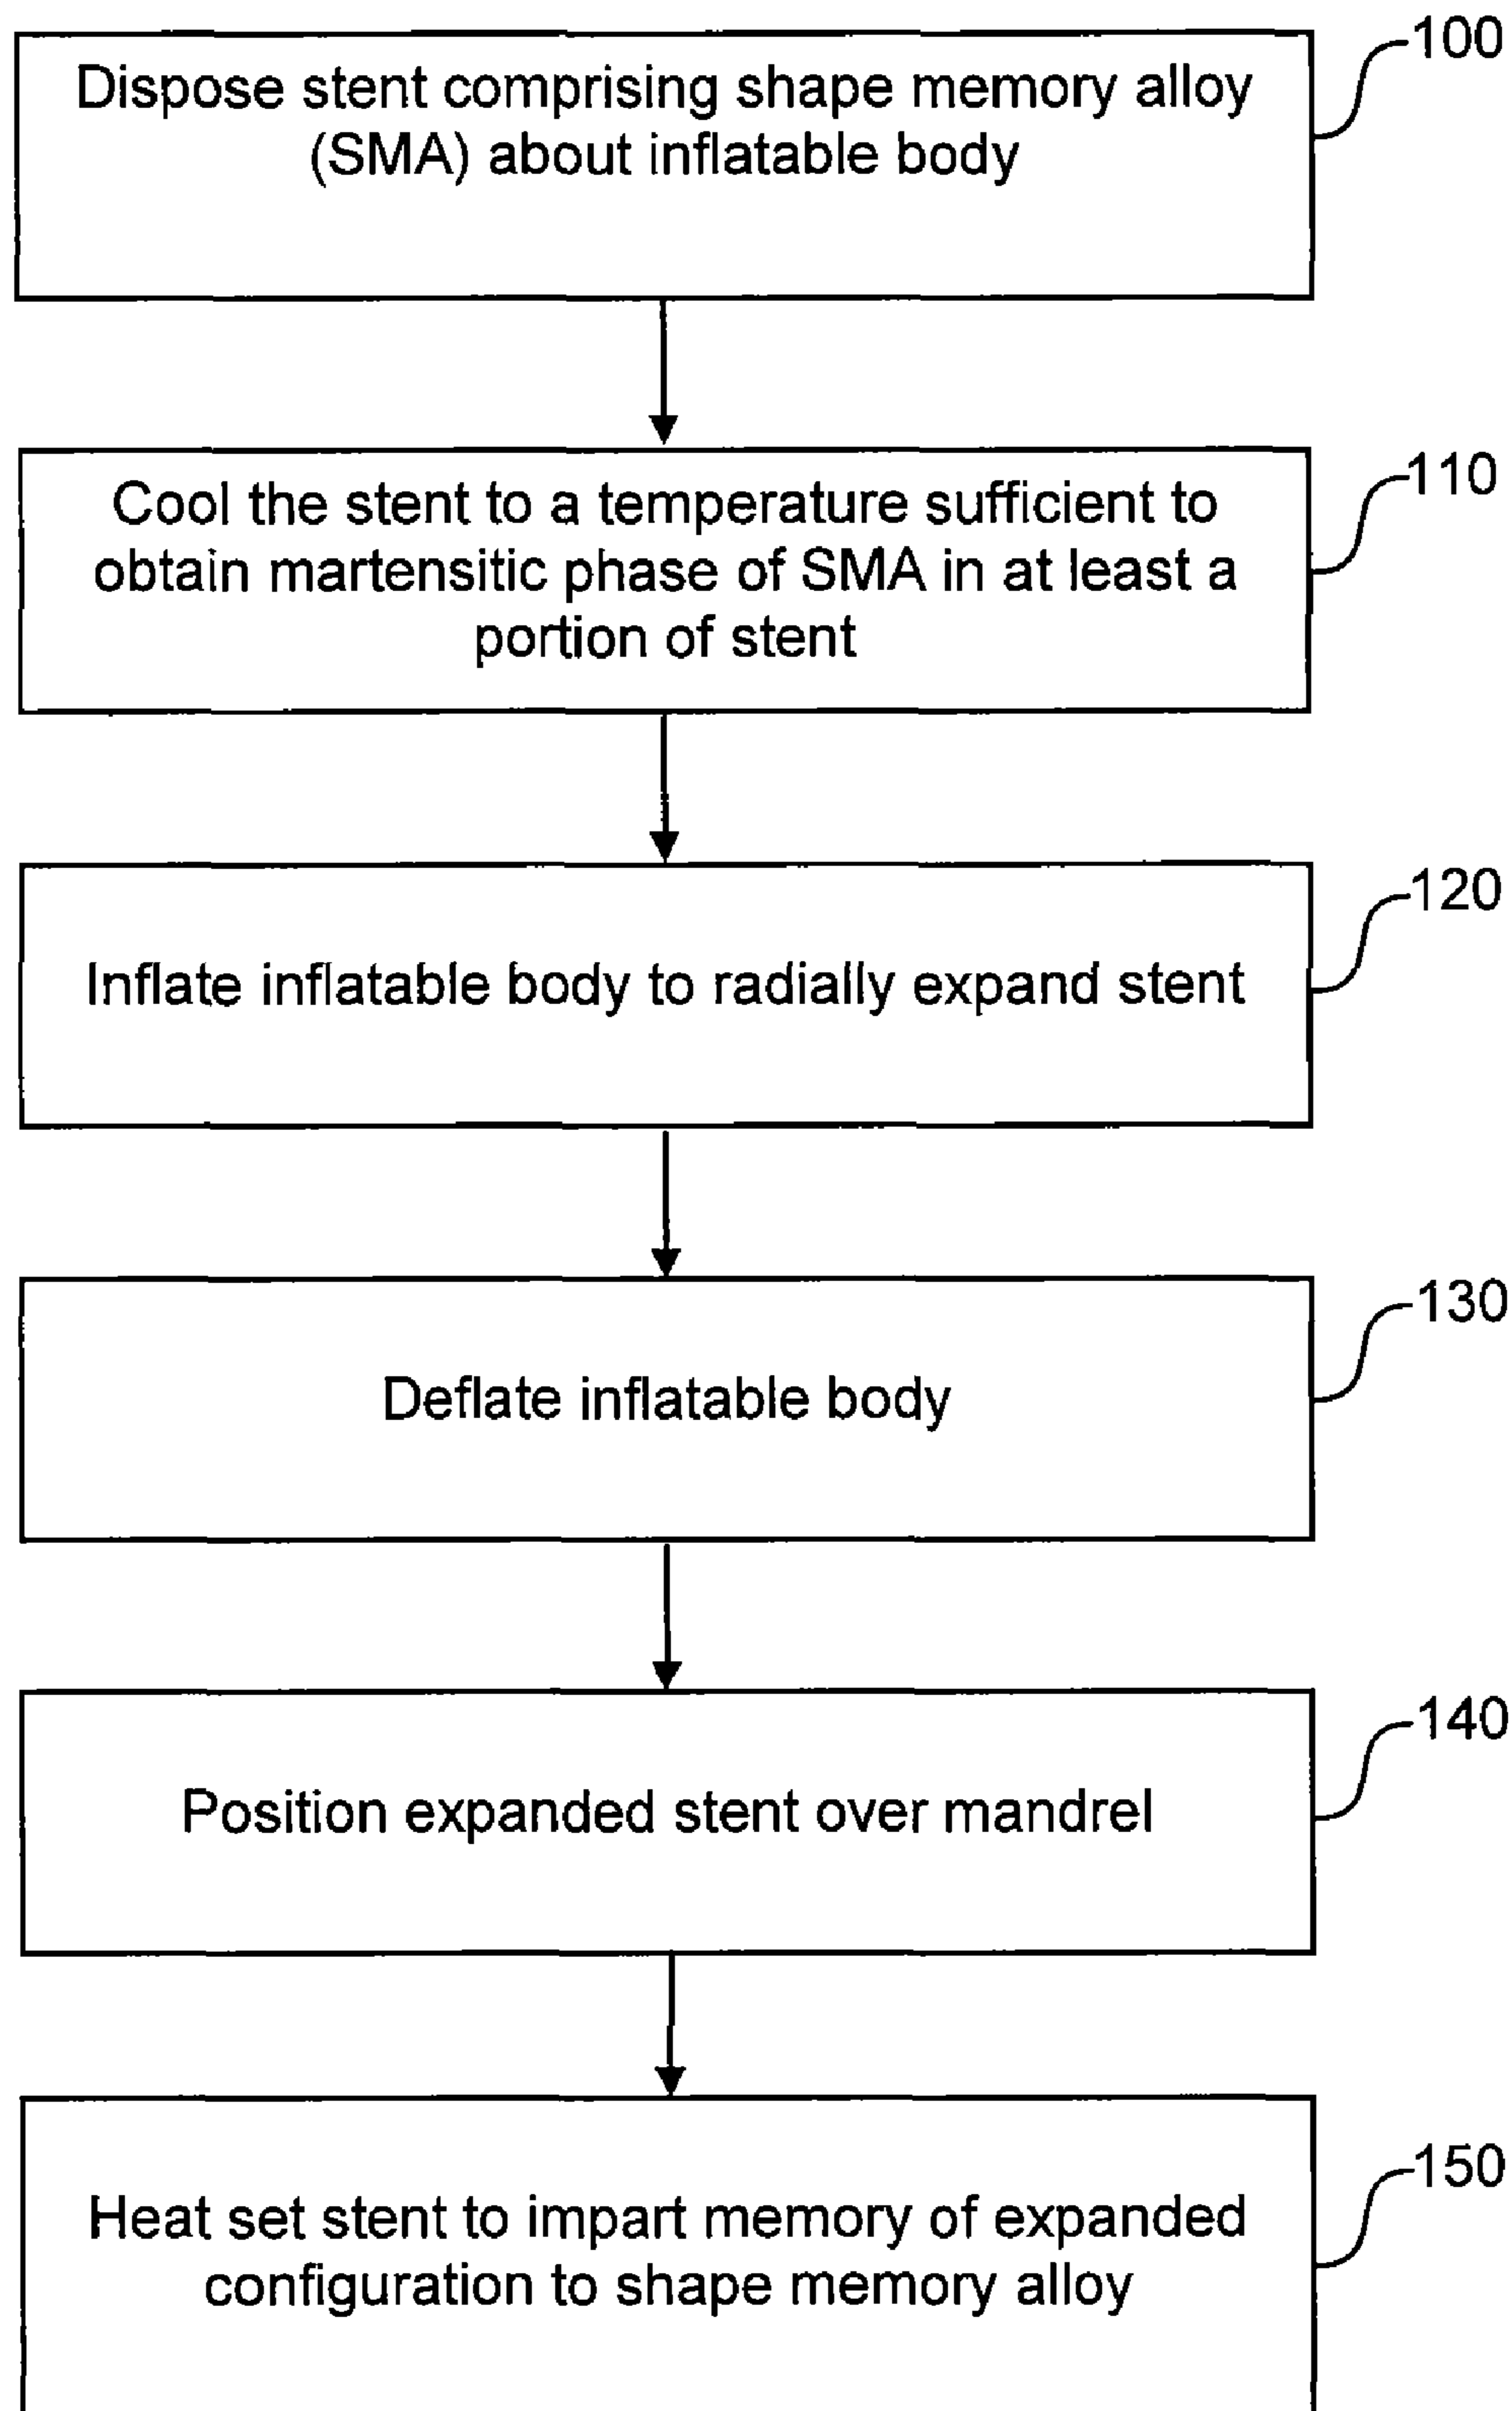 100
Dispose stent comprising shape memory alloy
(SMA) about inflatable body
110
Cool the stent to a temperature sufficient to
obtain martensitic phase of SMA in at least a
portion of stent
120
Inflate inflatable body to radially expand stent
130
Deflate inflatable body
140
Position expanded stent over mandrel
150
Heat set stent to impart memory of expanded
configuration to shape memory alloy